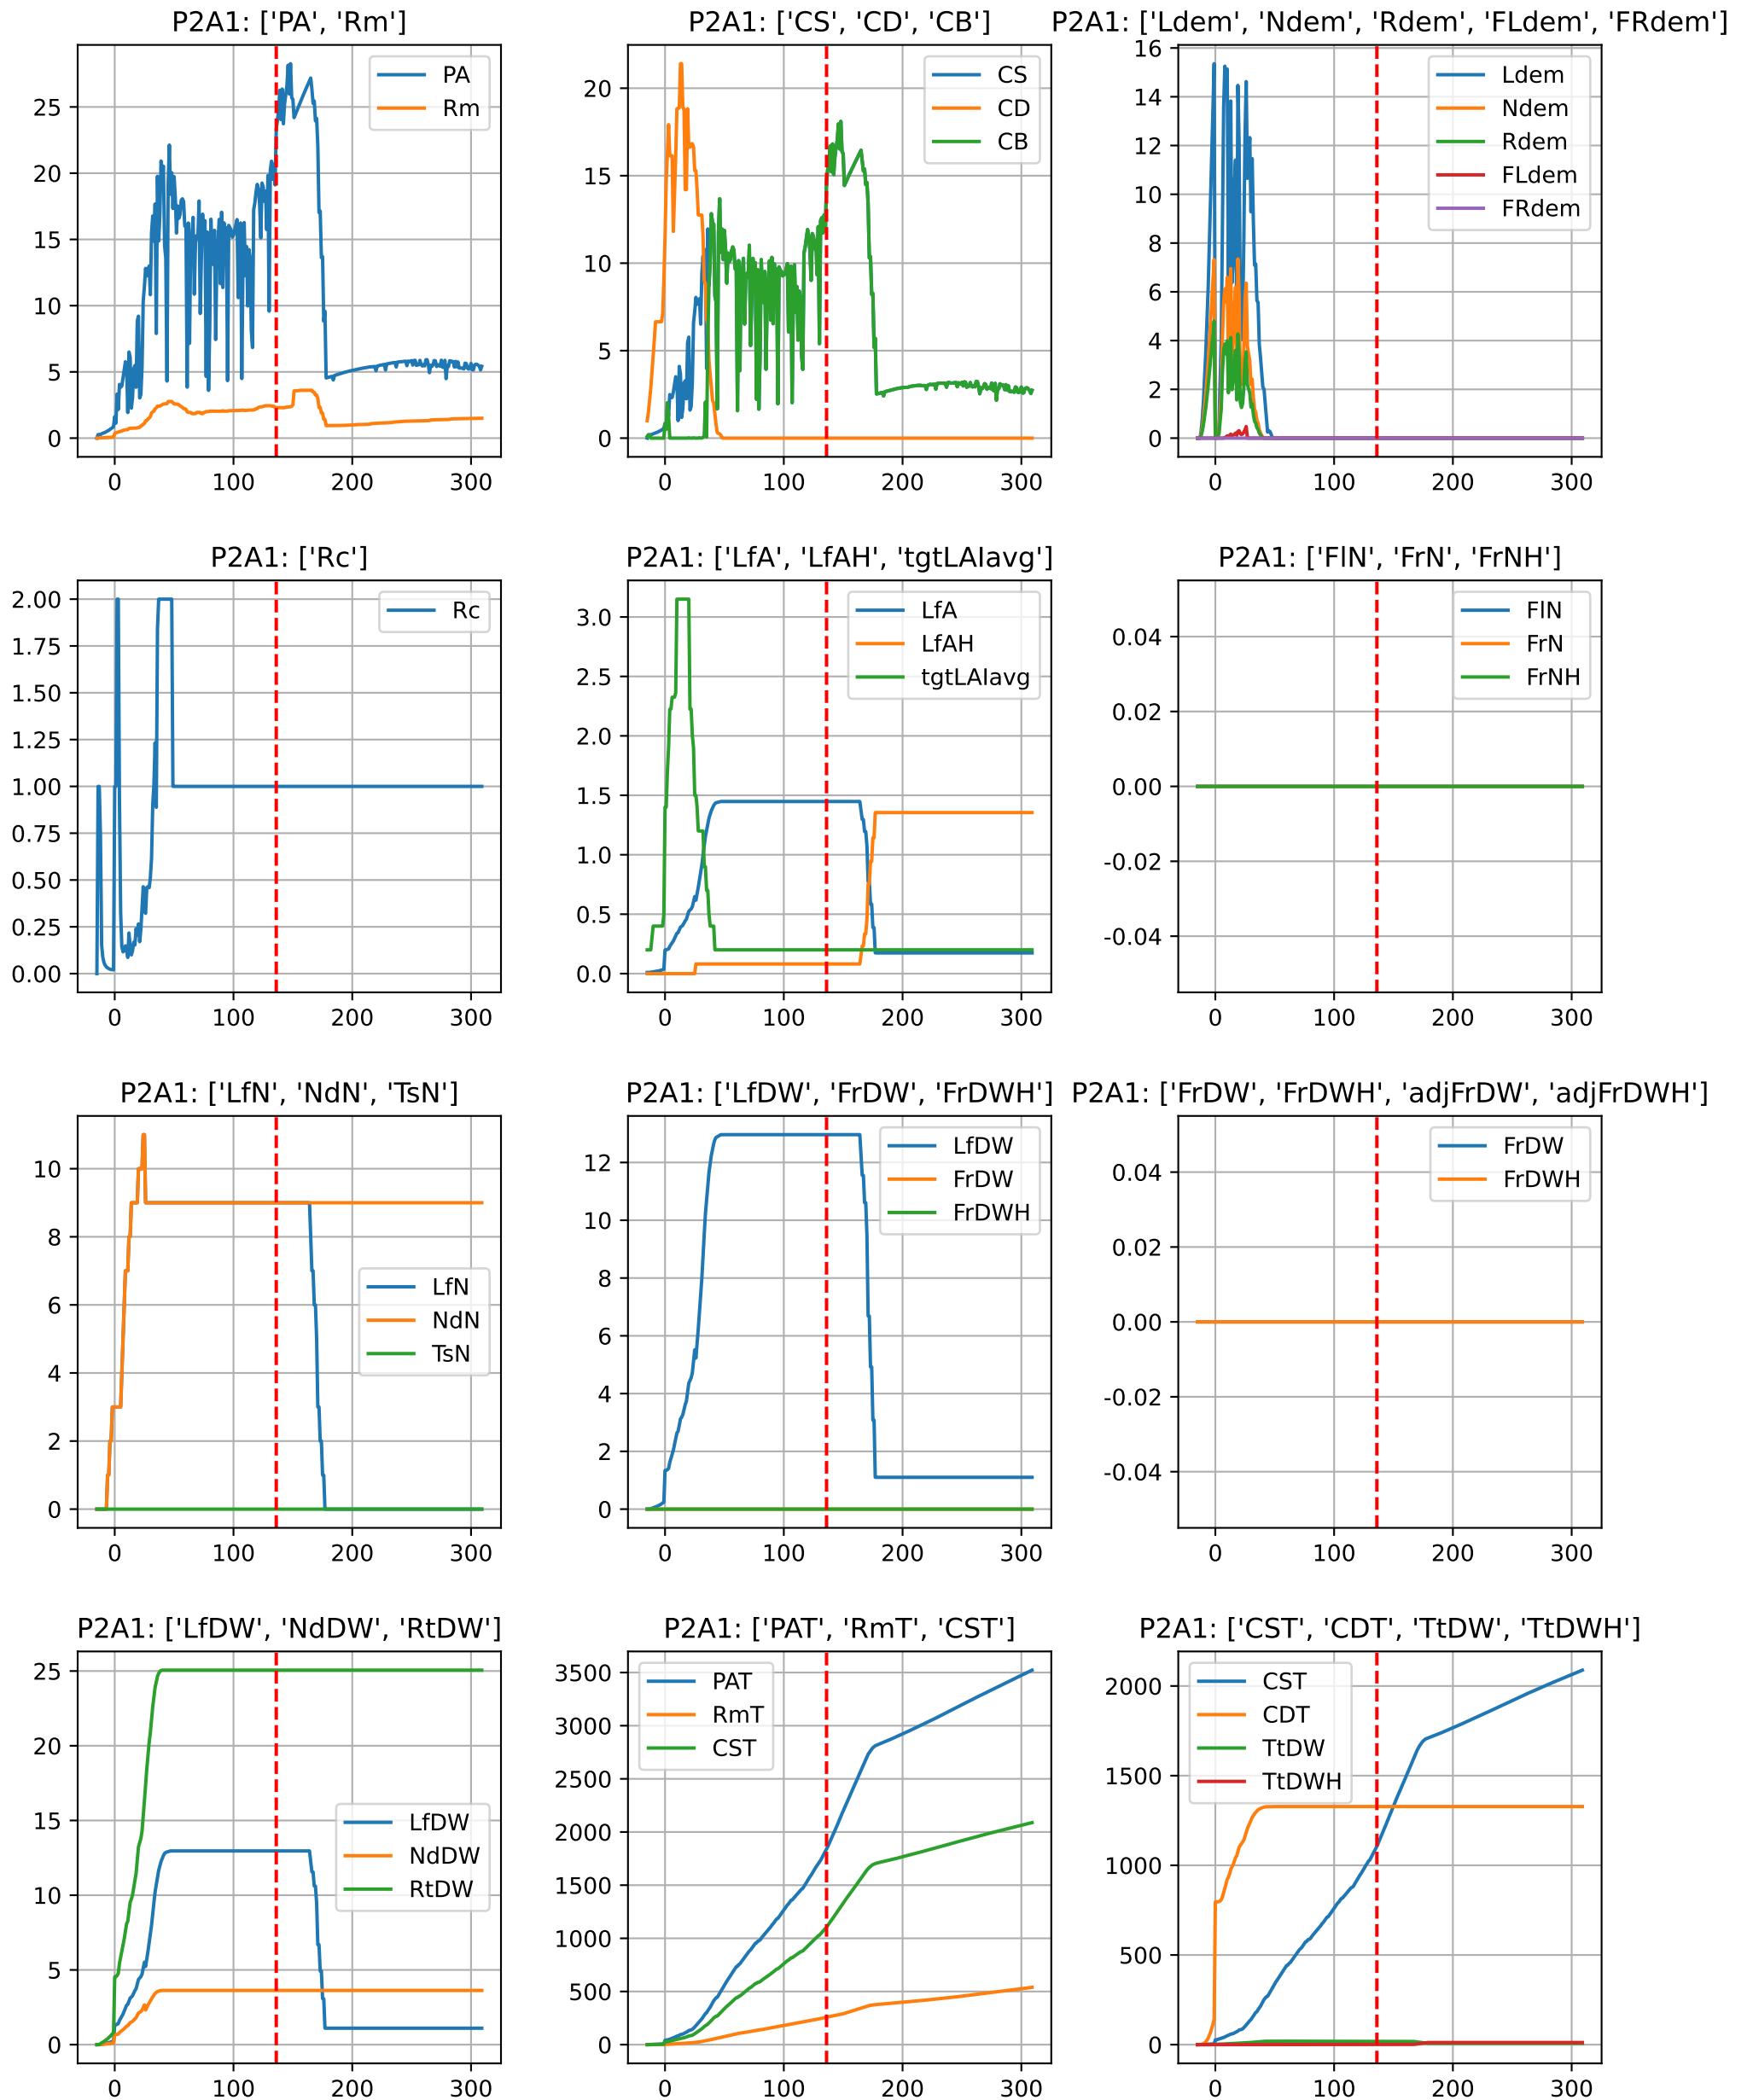 P2A1: ['PA', 'Rm']
PA
Rm
25
20
15
10
5
0
0 100 200 300
P2A1: ['CS', 'CD', 'CB']
CS
CD
CB
20
15
10
5
0
0 100 200 300
P2A1: ['Ldem', 'Ndem', 'Rdem', 'FLdem', 'FRdem']
Ldem
Ndem
Rdem
FLdem
FRdem
16
14
12
10
8
6
4
2
0
0 100 200 300
P2A1: ['Rc']
Rc
2.00
1.75
1.50
1.25
1.00
0.75
0.50
0.25
0.00
0 100 200 300
P2A1: ['LfA', 'LfAH', 'tgtLAIavg']
LfA
LfAH
tgtLAIavg
3.0
2.5
2.0
1.5
1.0
0.5
0.0
0 100 200 300
P2A1: ['FlN', 'FrN', 'FrNH']
FlN
FrN
FrNH
0.04
0.02
0.00
-0.02
-0.04
0 100 200 300
P2A1: ['LfN', 'NdN', 'TsN']
LfN
NdN
TsN
10
8
6
4
2
0
0 100 200 300
P2A1: ['LfDW', 'FrDW', 'FrDWH']
LfDW
FrDW
FrDWH
12
10
8
6
4
2
0
0 100 200 300
P2A1: ['FrDW', 'FrDWH', 'adjFrDW', 'adjFrDWH']
FrDW
FrDWH
0.04
0.02
0.00
-0.02
-0.04
0 100 200 300
P2A1: ['LfDW', 'NdDW', 'RtDW']
LfDW
NdDW
RtDW
25
20
15
10
5
0
0 100 200 300
P2A1: ['PAT', 'RmT', 'CST']
PAT
RmT
CST
3500
3000
2500
2000
1500
1000
500
0
0 100 200 300
P2A1: ['CST', 'CDT', 'TtDW', 'TtDWH']
CST
CDT
TtDW
TtDWH
2000
1500
1000
500
0
0 100 200 300